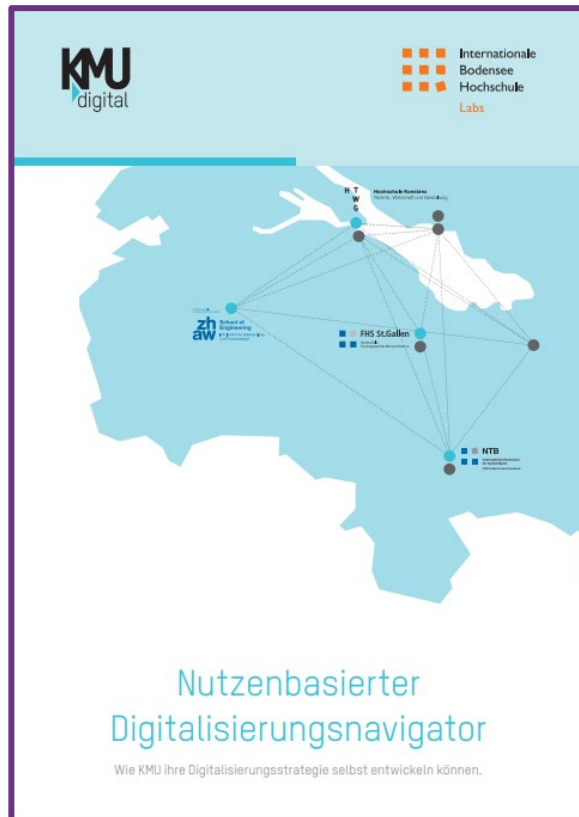 KMU
digital
Internationale
Bodensee
Hochschule
Labs
H T
W
G
Hochschule Konstanz
Technik, Wirtschaft und Gestaltung
zh
aw
School of
Engineering
FHS St.Gallen
NTB
Nutzenbasierter
Digitalisierungsnavigator
Wie KMU ihre Digitalisierungsstrategie selbst entwickeln können.